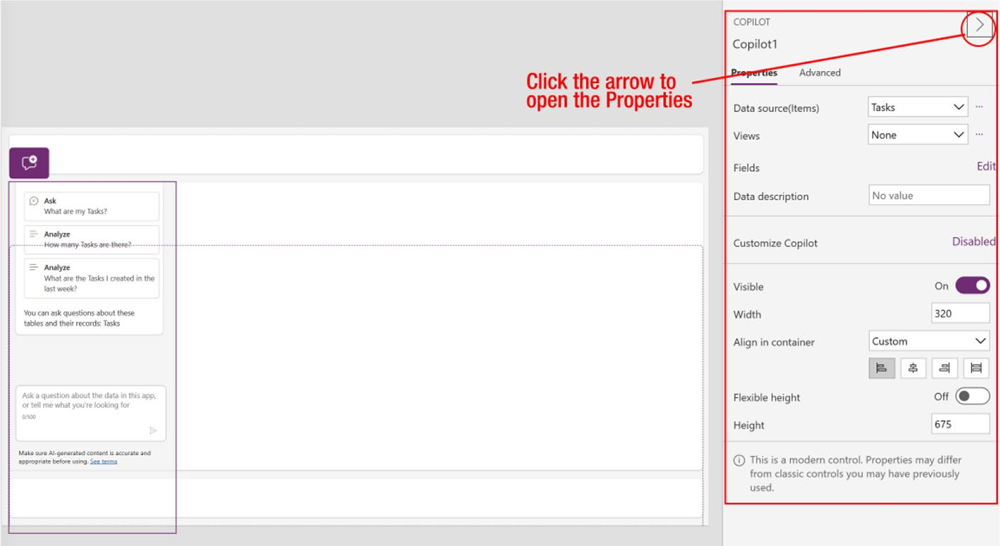 Click the arrow to
open the Properties
Ask
What are my Tasks?
Analyze
How many Tasks are there?
Analyze
What are the Tasks I created in the
last week?
You can ask questions about these
tables and their records: Tasks
Ask a question about the data in this app,
or tell me what you're looking for
0/500
Make sure AI-generated content is accurate and
appropriate before using. See terms
COPILOT
Copilot1
Properties Advanced
Data source(Items) Tasks ...
Views None ...
Fields Edit
Data description No value
Customize Copilot Disabled
Visible On
Width 320
Align in container Custom
Flexible height Off
Height 675
This is a modern control. Properties may differ
from classic controls you may have previously
used.